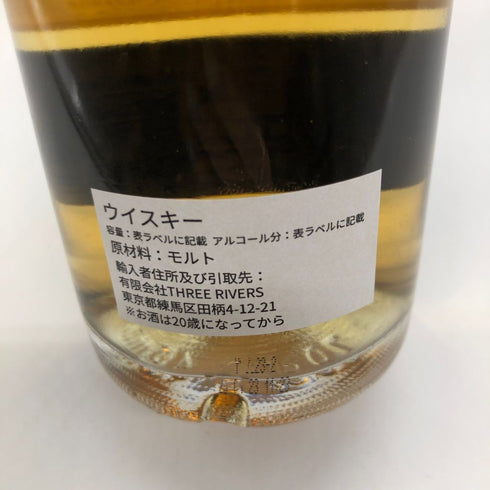 ウイスキー
容量：表ラベルに記載 アルコール分：表ラベルに記載
原材料：モルト
輸入者住所及び引取先：
有限会社THREE RIVERS
東京都練馬区田柄4-12-21
※お酒は20歳になってから